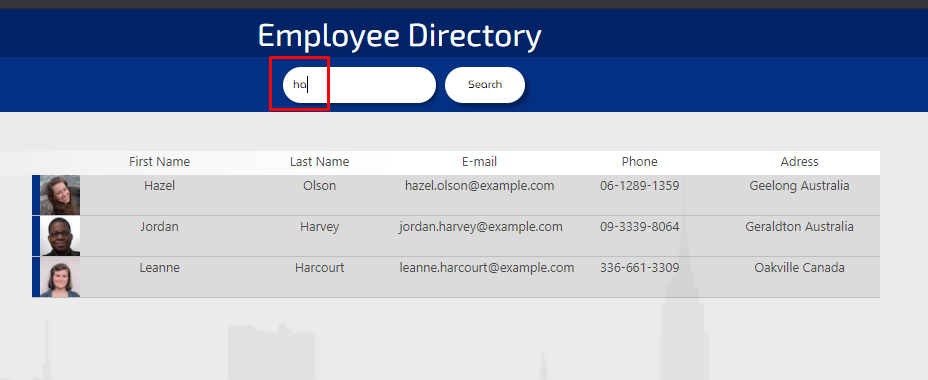 Employee Directory
ha
Search
First Name Last Name E-mail Phone Adress
Hazel Olson hazel.olson@example.com 06-1289-1359 Geelong Australia
Jordan Harvey jordan.harvey@example.com 09-3339-8064 Geraldton Australia
Leanne Harcourt leanne.harcourt@example.com 336-661-3309 Oakville Canada